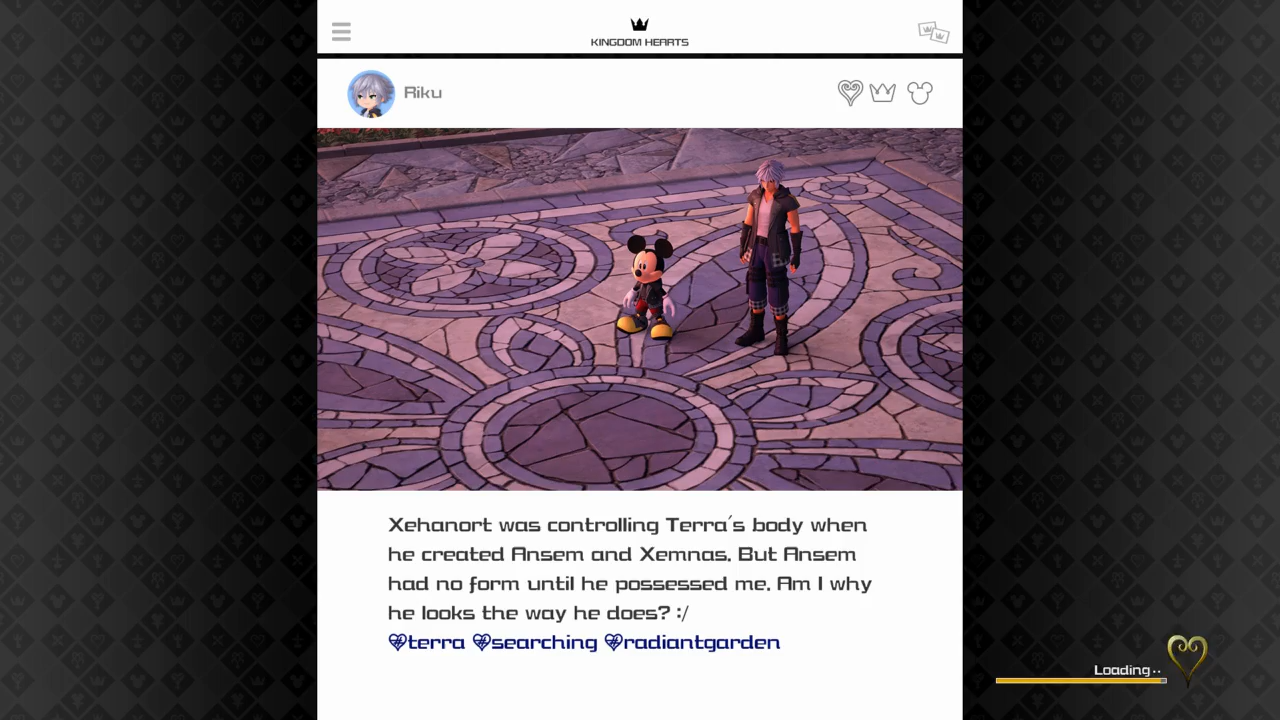 KINGDOM HEARTS
Riku
Xehanort was controlling Terra's body when
he created Ansem and Xemnas. But Ansem
had no form until he possessed me. Am I why
he looks the way he does? :/
#terra #searching #radiantgarden
Loading..